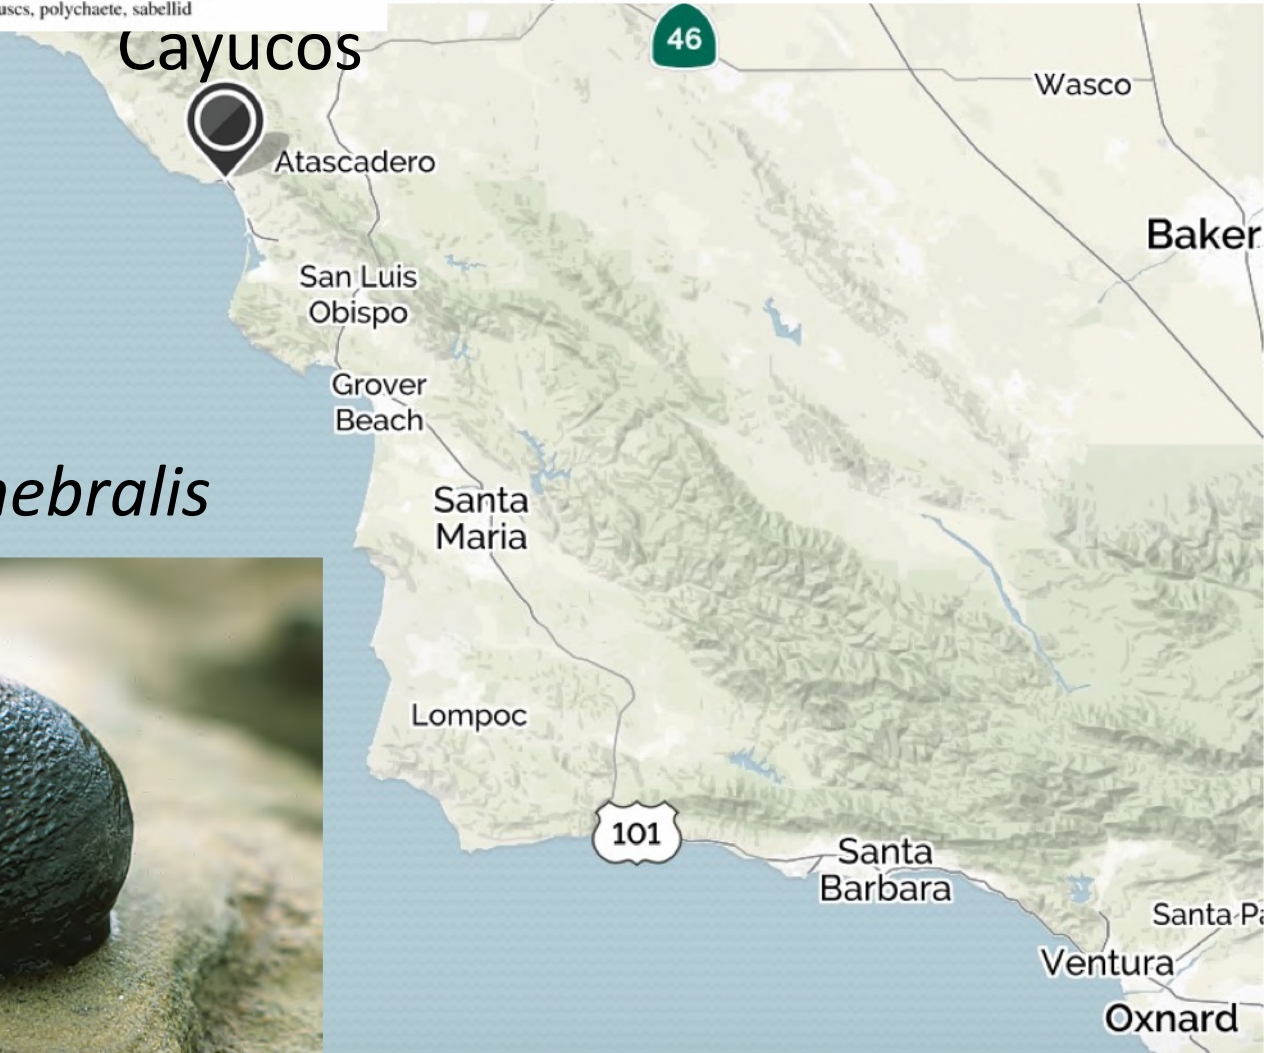 uscs, polychaete, sabellid
Cayucos
46
Wasco
Atascadero
Baker
San Luis
Obispo
Grover
Beach
nebralis
Santa
Maria
Lompoc
101
Santa
Barbara
Santa Pa
Ventura
Oxnard